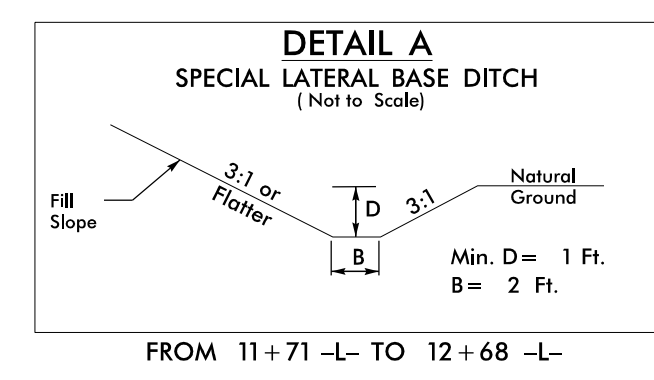 DETAIL A
SPECIAL LATERAL BASE DITCH
( Not to Scale)
Fill
Slope
3:1 or
Flatter
D
3:1
Natural
Ground
B
Min. D= 1 Ft.
B= 2 Ft.
FROM 11+71 -L- TO 12+68 -L-